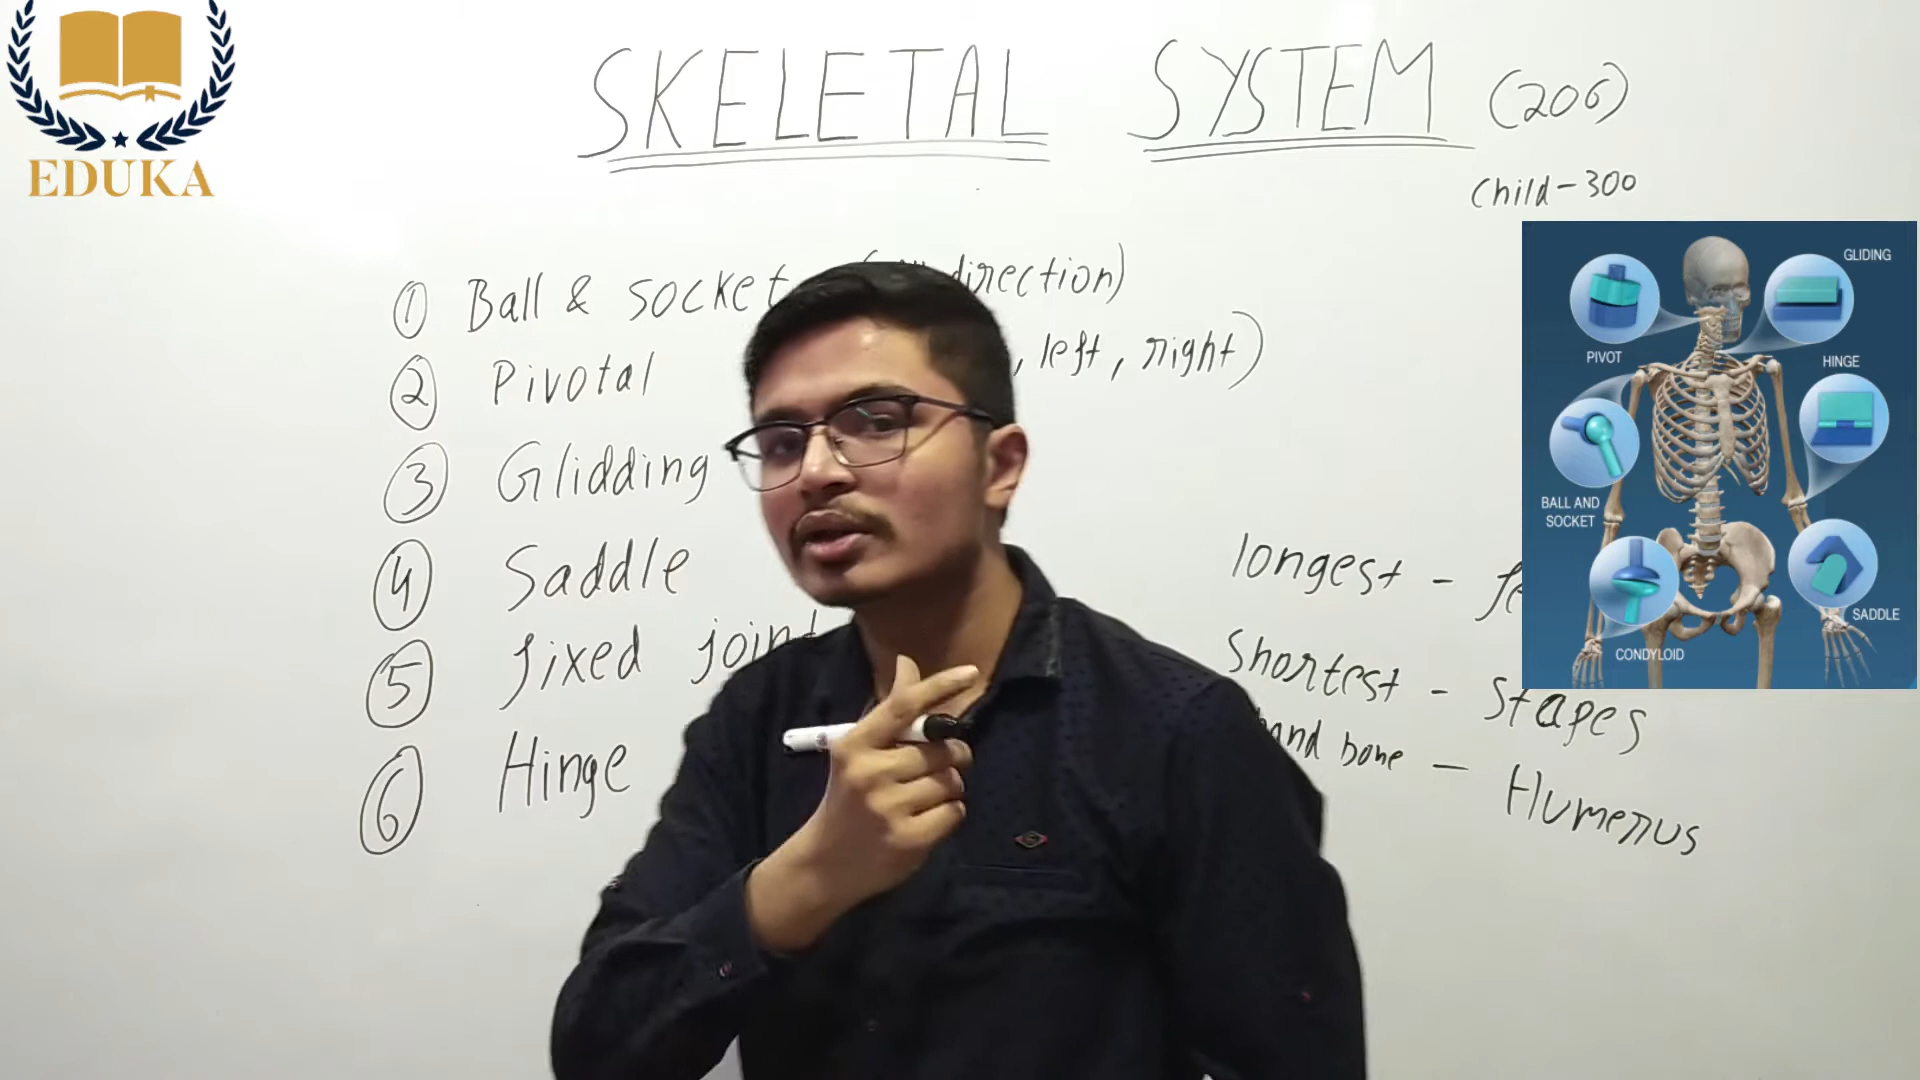 EDUKA
SKELETAL SYSTEM (206)
Child - 300
① Ball & socket direction)
② Pivotal , left , right)
③ Glidding
④ Saddle
⑤ fixed joint
⑥ Hinge
longest -
Shortest - Stapes
bone - Humerus
GLIDING
PIVOT
HINGE
BALL AND
SOCKET
SADDLE
CONDYLOID